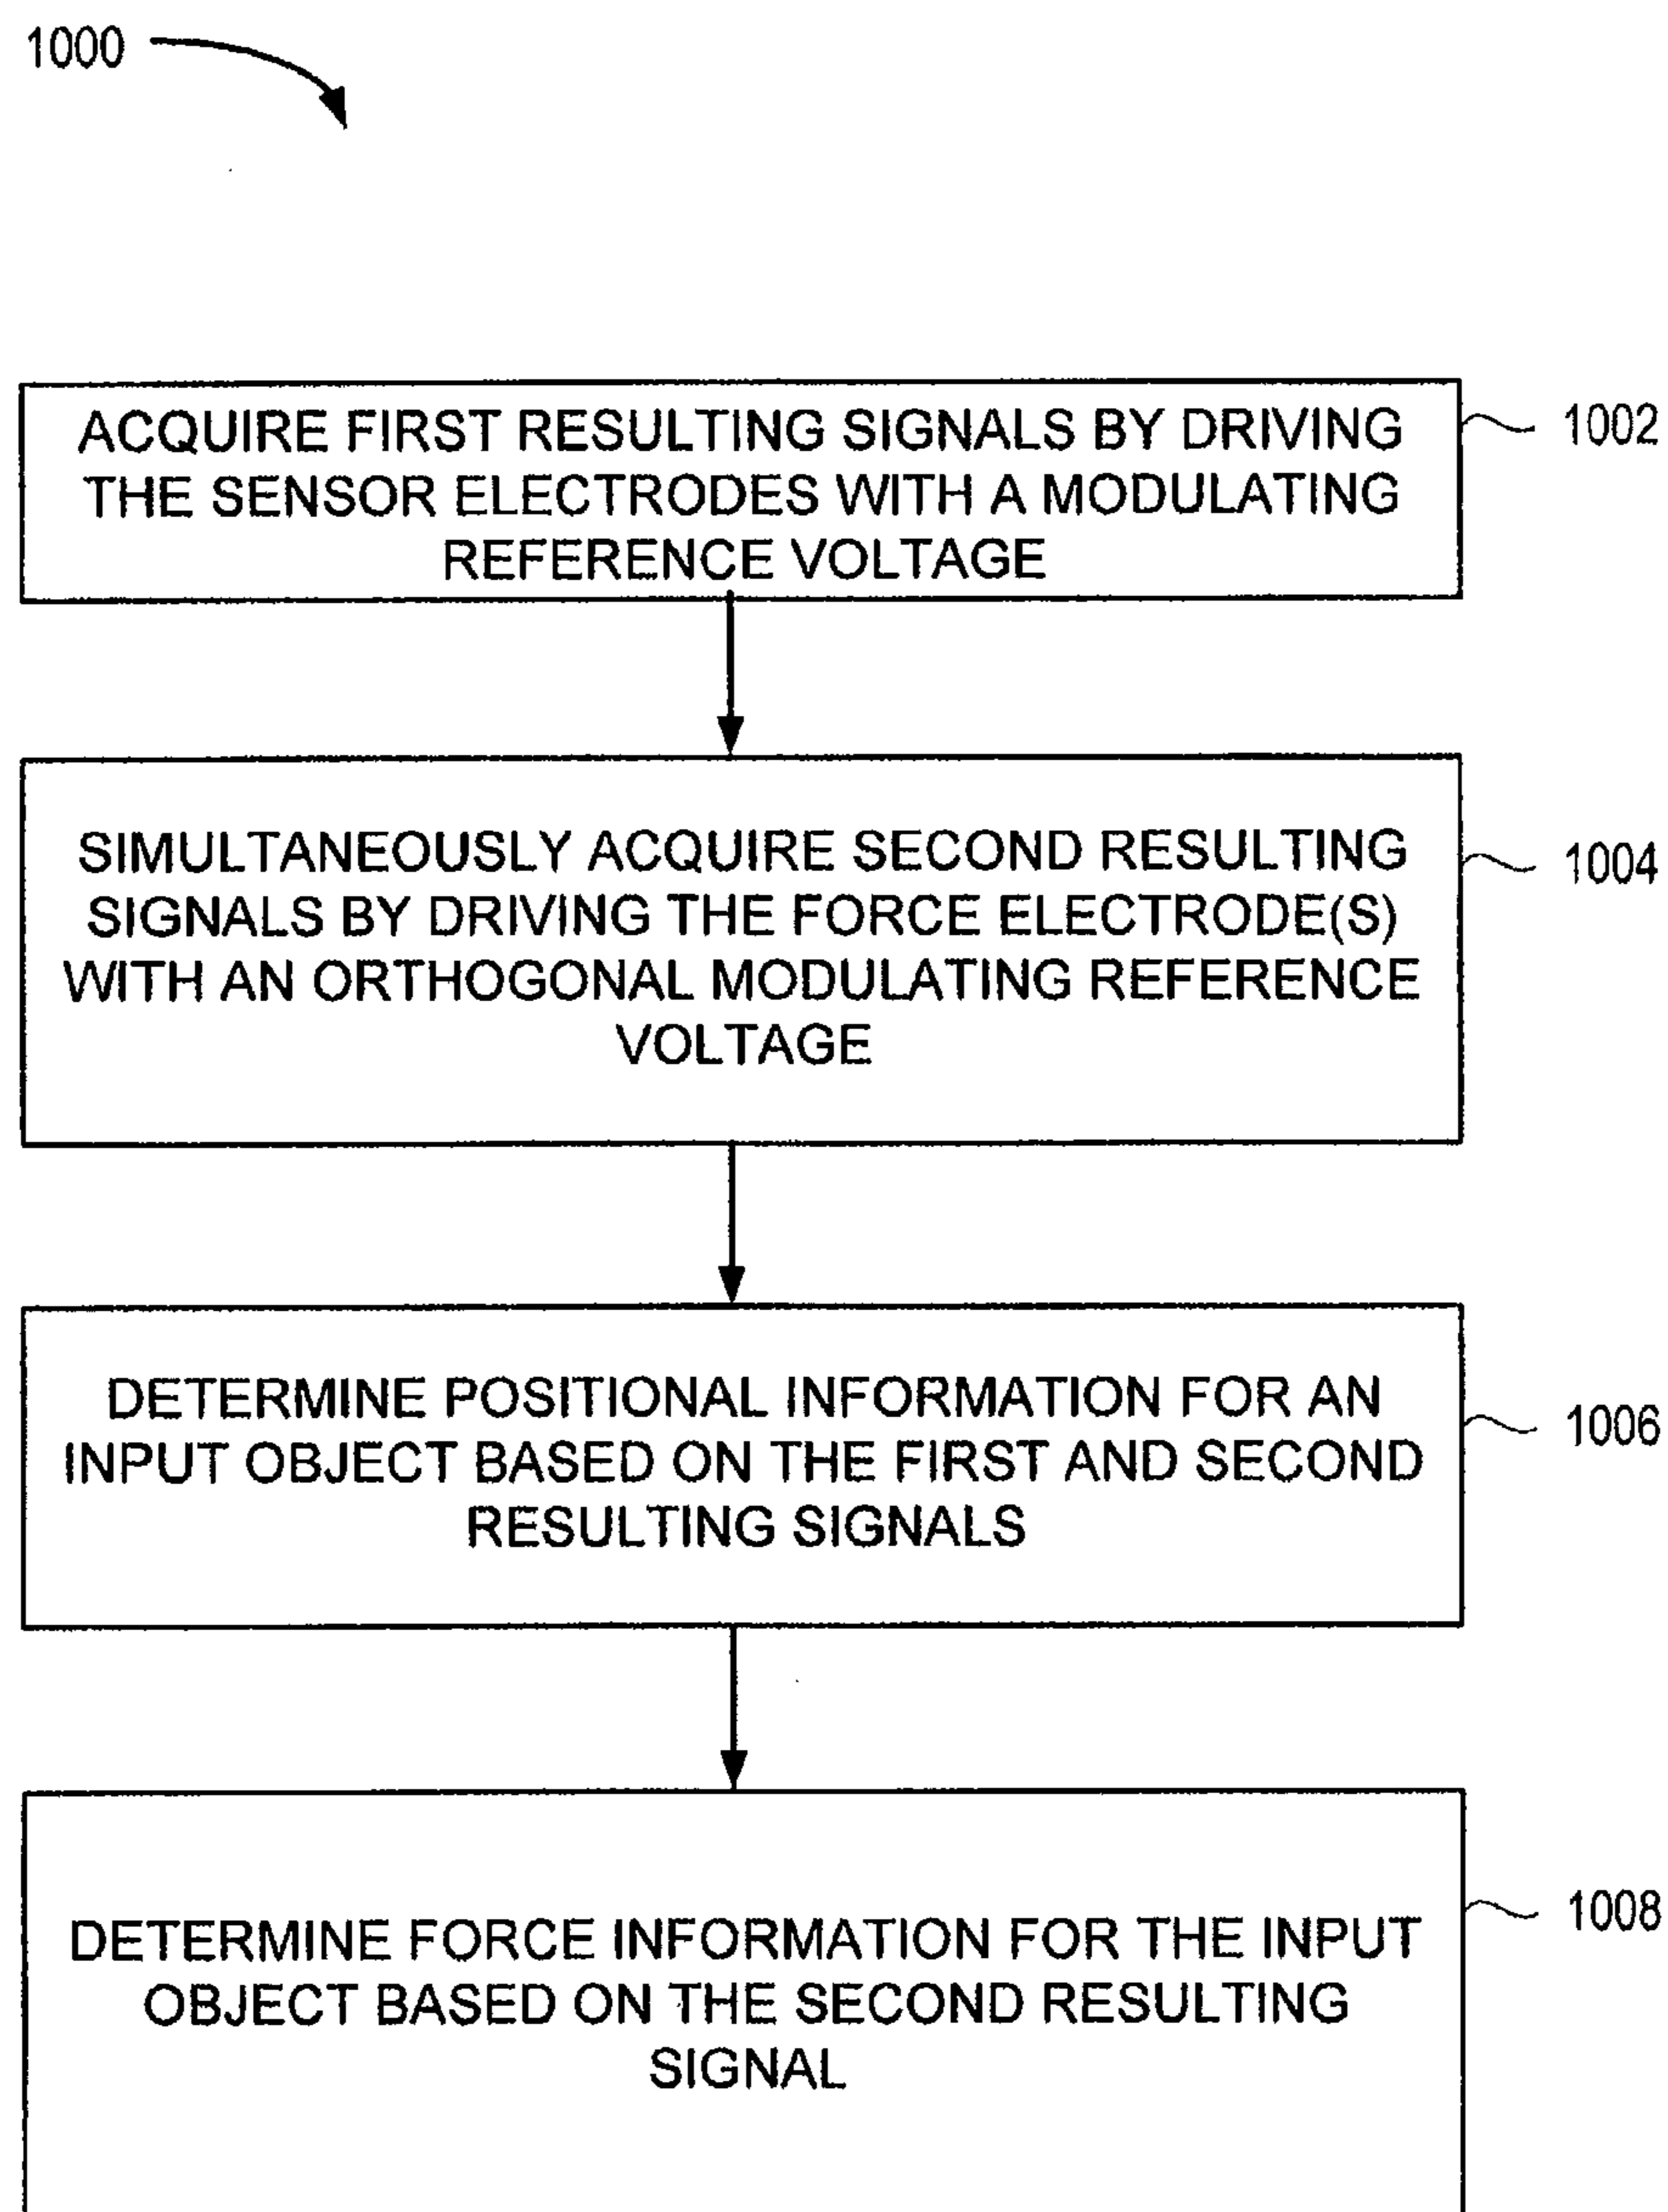 1000
ACQUIRE FIRST RESULTING SIGNALS BY DRIVING
THE SENSOR ELECTRODES WITH A MODULATING
REFERENCE VOLTAGE
1002
SIMULTANEOUSLY ACQUIRE SECOND RESULTING
SIGNALS BY DRIVING THE FORCE ELECTRODE(S)
WITH AN ORTHOGONAL MODULATING REFERENCE
VOLTAGE
1004
DETERMINE POSITIONAL INFORMATION FOR AN
INPUT OBJECT BASED ON THE FIRST AND SECOND
RESULTING SIGNALS
1006
DETERMINE FORCE INFORMATION FOR THE INPUT
OBJECT BASED ON THE SECOND RESULTING
SIGNAL
1008